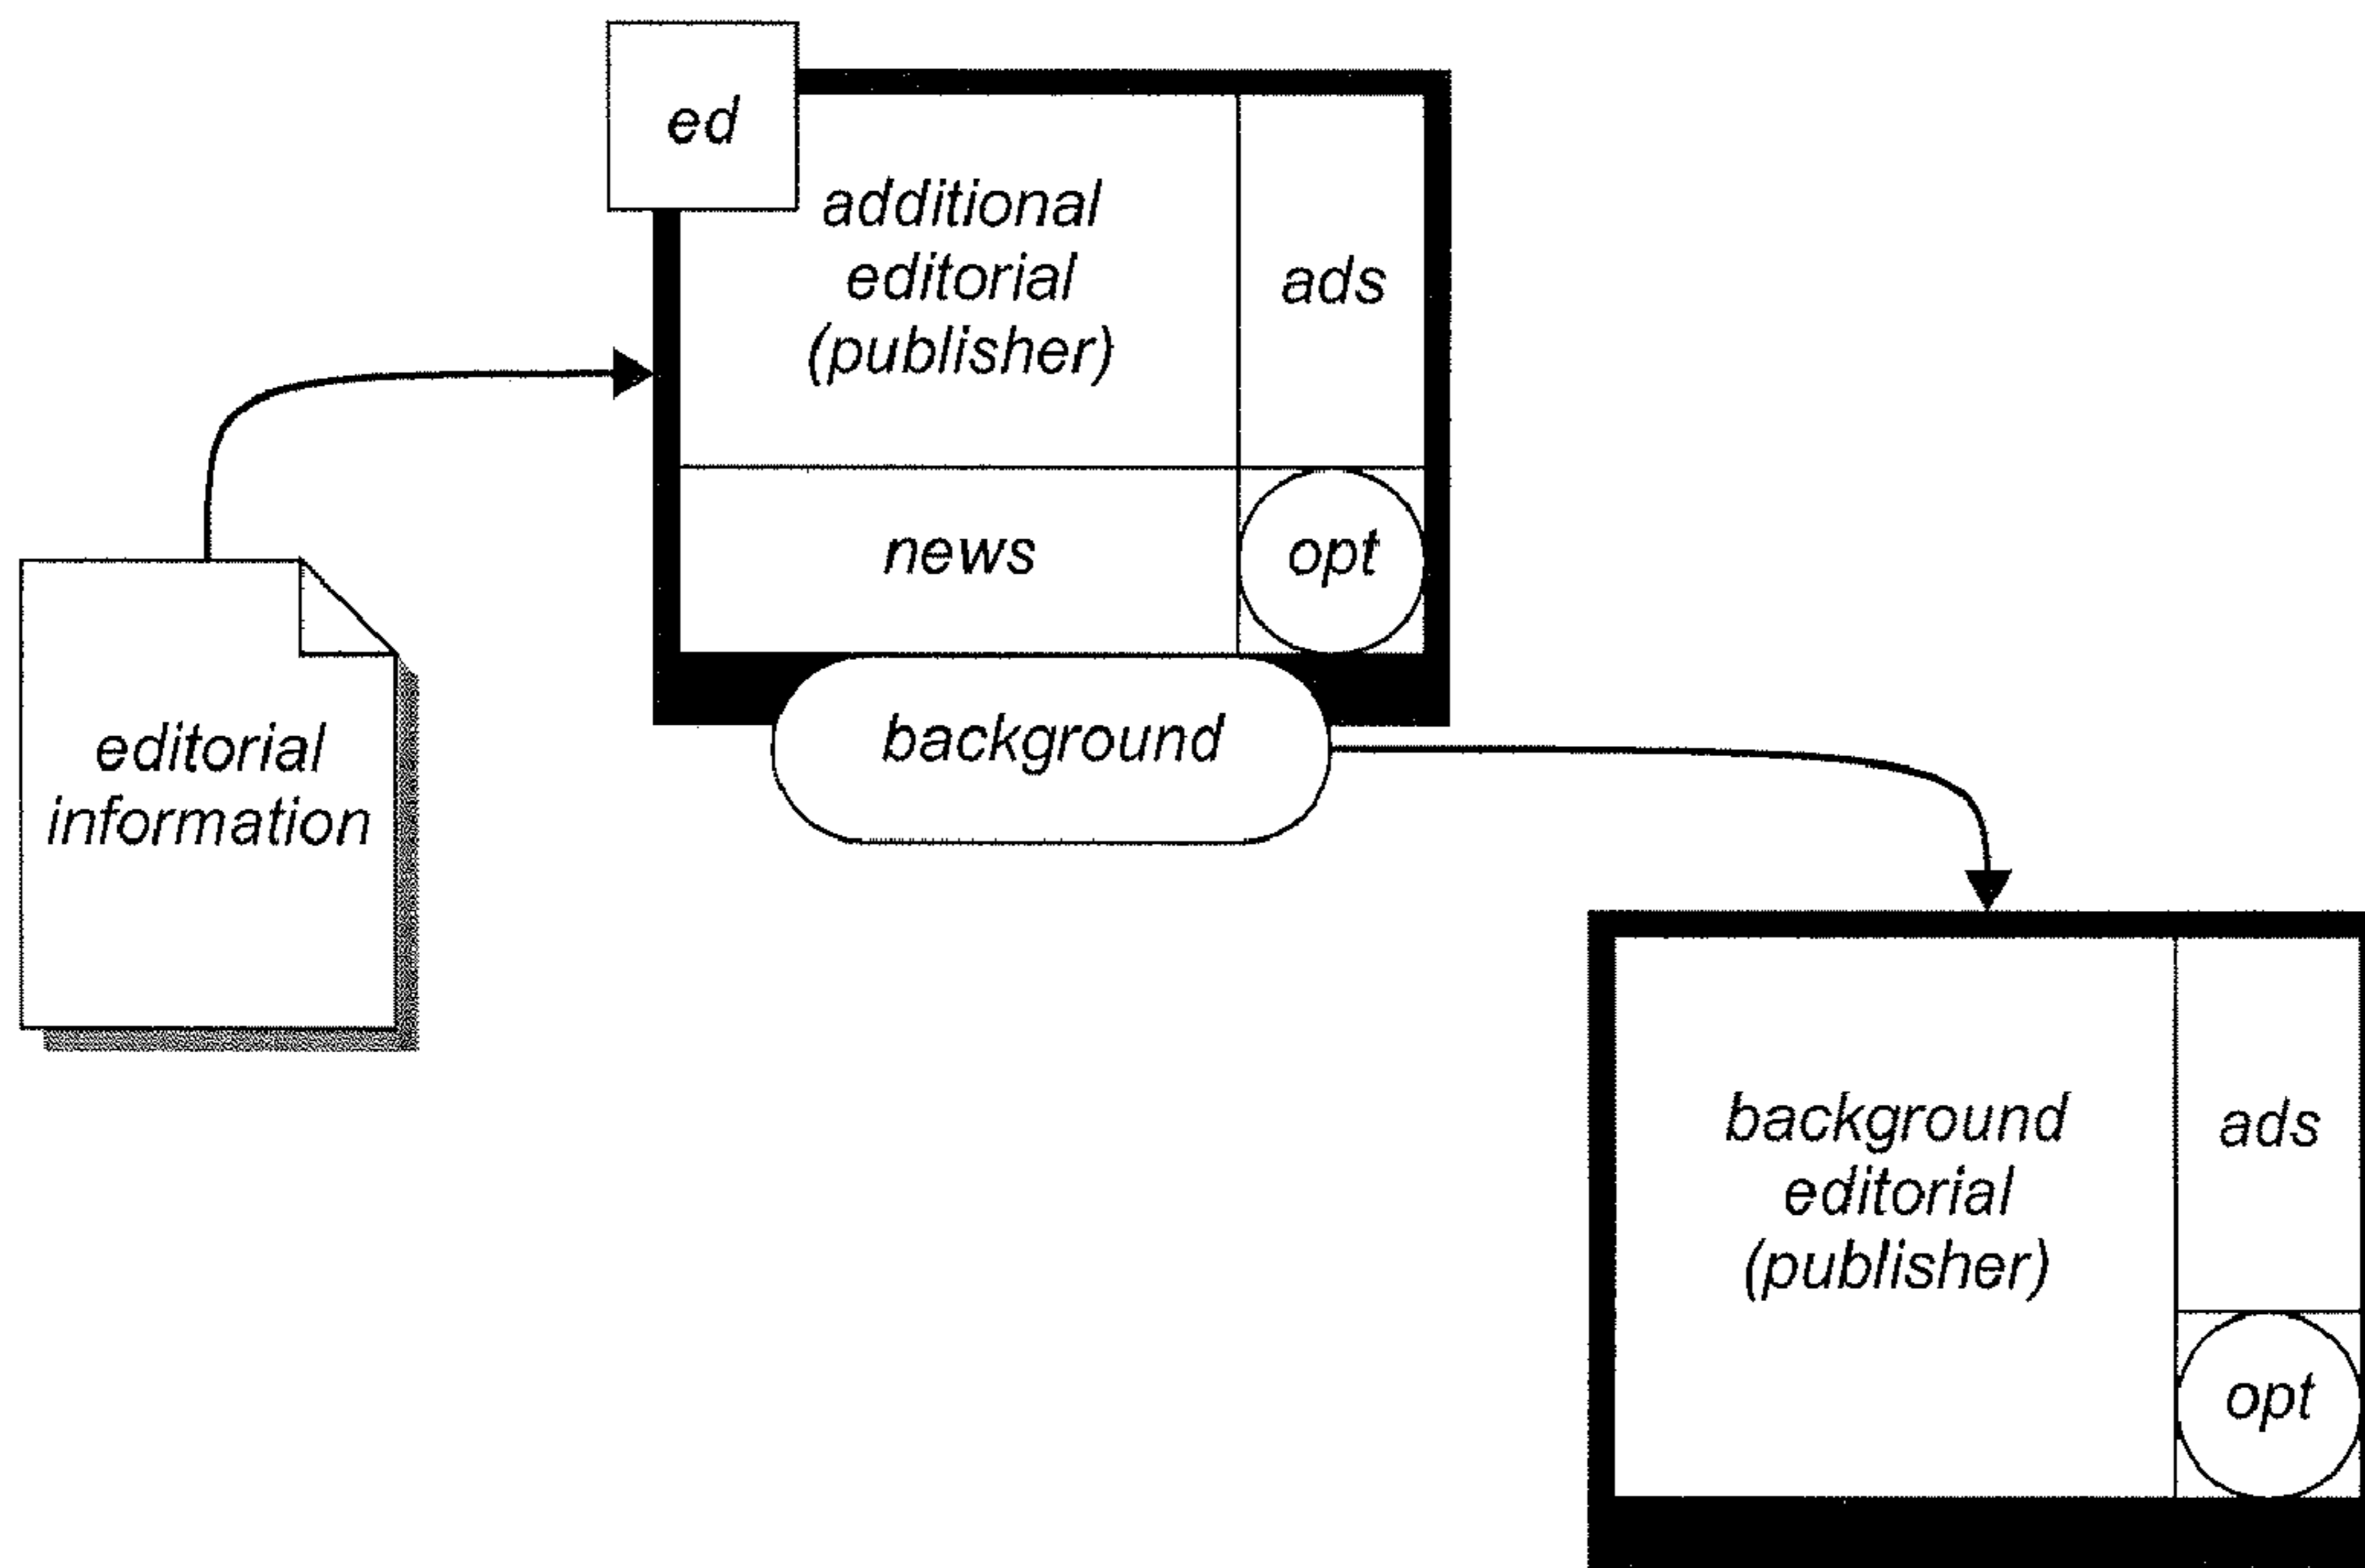 ed
additional
editorial
(publisher)
ads
news
opt
background
editorial
information
background
editorial
(publisher)
ads
opt